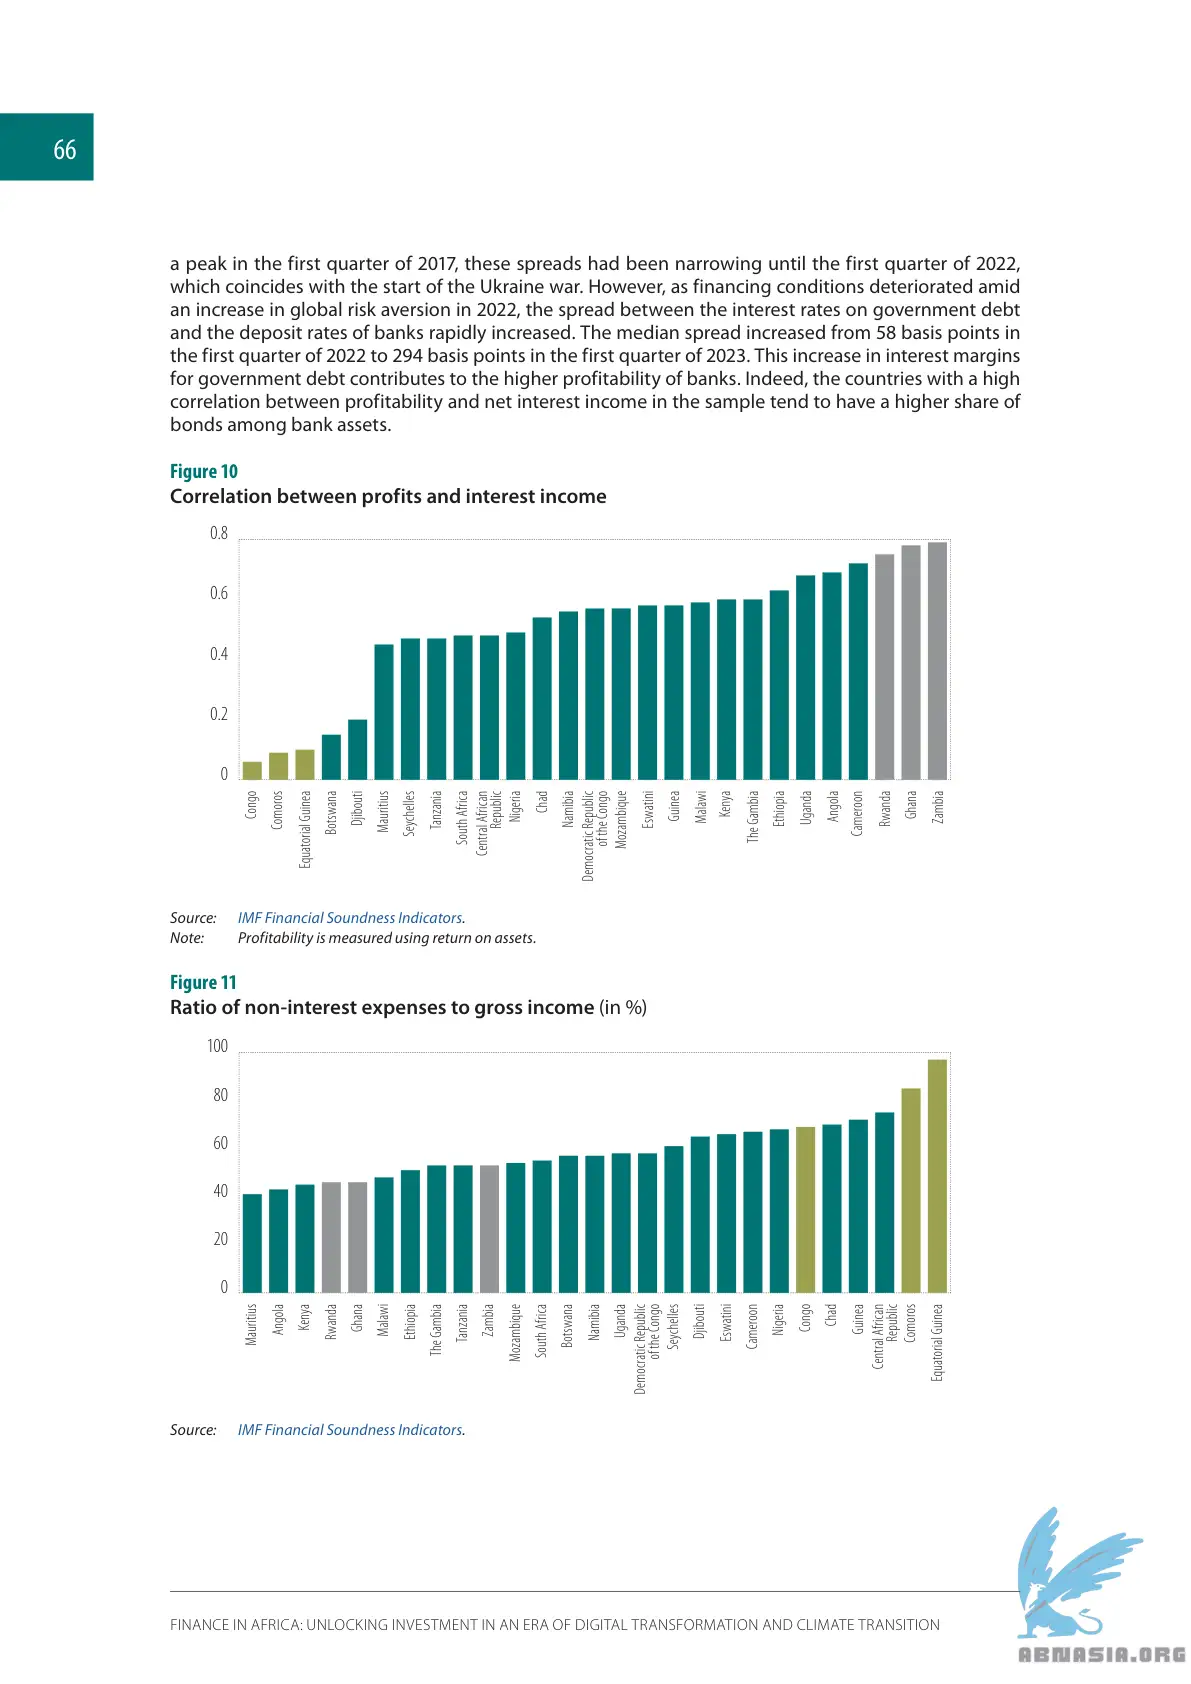 66
a peak in the first quarter of 2017, these spreads had been narrowing until the first quarter of 2022,
which coincides with the start of the Ukraine war. However, as financing conditions deteriorated amid
an increase in global risk aversion in 2022, the spread between the interest rates on government debt
and the deposit rates of banks rapidly increased. The median spread increased from 58 basis points in
the first quarter of 2022 to 294 basis points in the first quarter of 2023. This increase in interest margins
for government debt contributes to the higher profitability of banks. Indeed, the countries with a high
correlation between profitability and net interest income in the sample tend to have a higher share of
bonds among bank assets.
Figure 10
Correlation between profits and interest income
0.8
0.6
0.4
0.2
0
Congo
Comoros
Equatorial Guinea
Botswana
Djibouti
Mauritius
Seychelles
Tanzania
South Africa
Central African
Republic
Nigeria
Chad
Namibia
Democratic Republic
of the Congo
Mozambique
Eswatini
Guinea
Malawi
Kenya
The Gambia
Ethiopia
Uganda
Angola
Cameroon
Rwanda
Ghana
Zambia
Source: IMF Financial Soundness Indicators.
Note: Profitability is measured using return on assets.
Figure 11
Ratio of non-interest expenses to gross income (in %)
100
80
60
40
20
0
Mauritius
Angola
Kenya
Rwanda
Ghana
Malawi
Ethiopia
The Gambia
Tanzania
Zambia
Mozambique
South Africa
Botswana
Namibia
Uganda
Democratic Republic
of the Congo
Seychelles
Djibouti
Eswatini
Cameroon
Nigeria
Congo
Chad
Guinea
Central African
Republic
Comoros
Equatorial Guinea
Source: IMF Financial Soundness Indicators.
FINANCE IN AFRICA: UNLOCKING INVESTMENT IN AN ERA OF DIGITAL TRANSFORMATION AND CLIMATE TRANSITION
ABNASIA.ORG